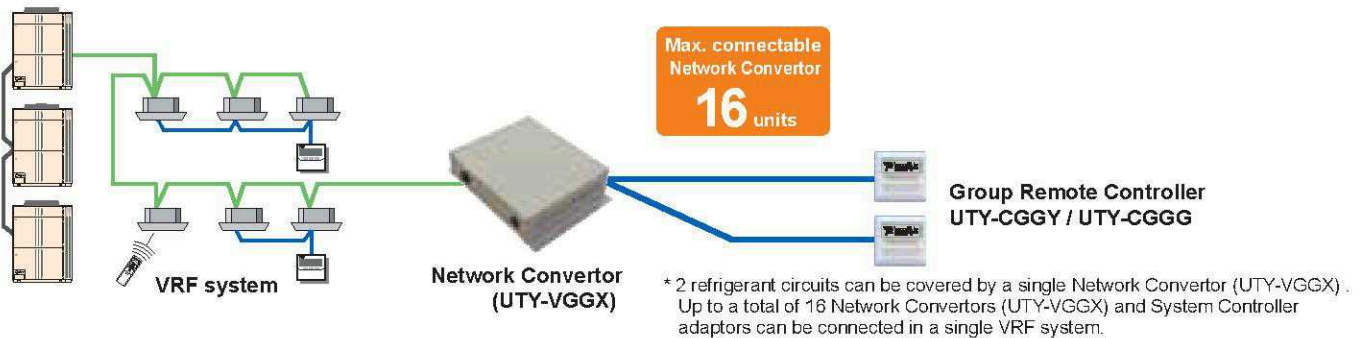 Max. connectable
Network Convertor
16 units
Group Remote Controller
UTY-CGGY / UTY-CGGG
VRF system
Network Convertor
(UTY-VGGX)
* 2 refrigerant circuits can be covered by a single Network Convertor (UTY-VGGX) .
Up to a total of 16 Network Convertors (UTY-VGGX) and System Controller
adaptors can be connected in a single VRF system.